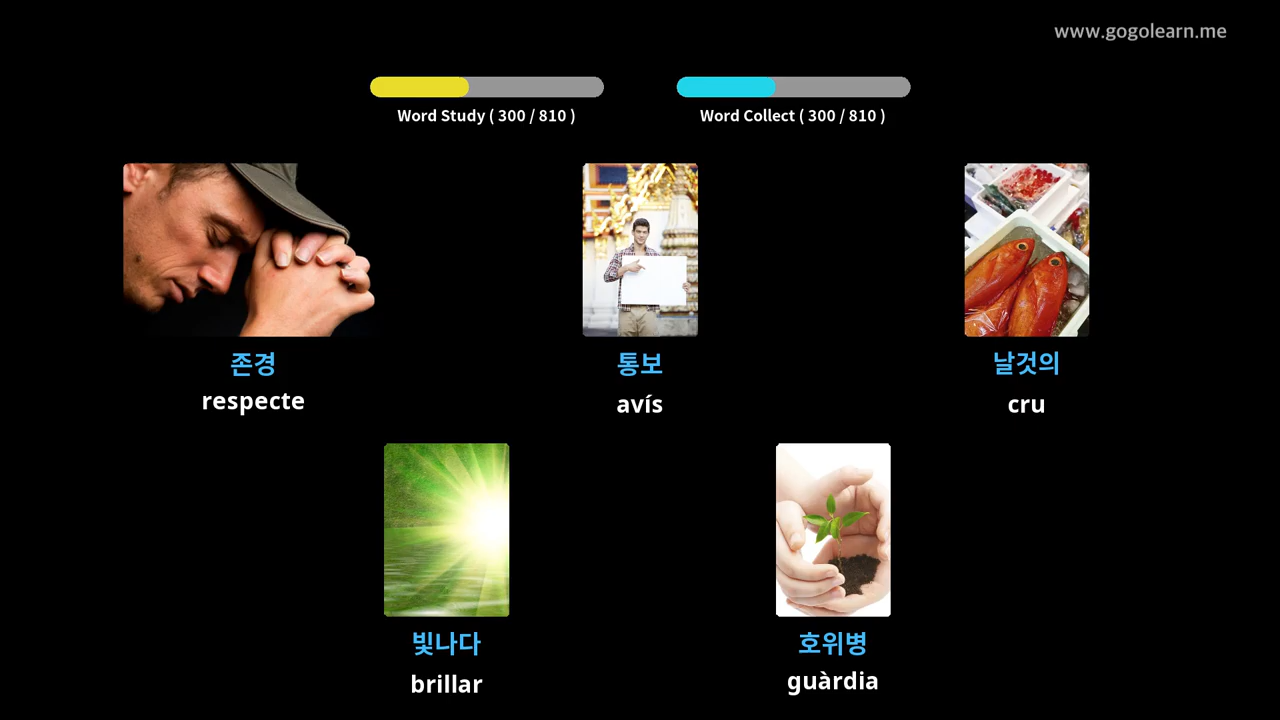 www.gogolearn.me
Word Study ( 300 / 810 )
Word Collect ( 300 / 810 )
존경
respecte
통보
avís
날것의
cru
빛나다
brillar
호위병
guàrdia